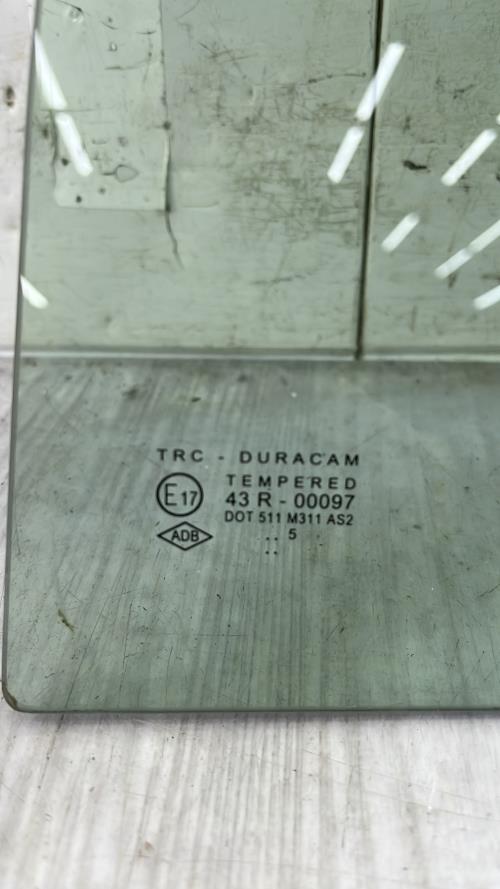 TRC - DURACAM
E17
TEMPERED
43 R - 00097
DOT 511 M311 AS2
ADB
.. 5
..